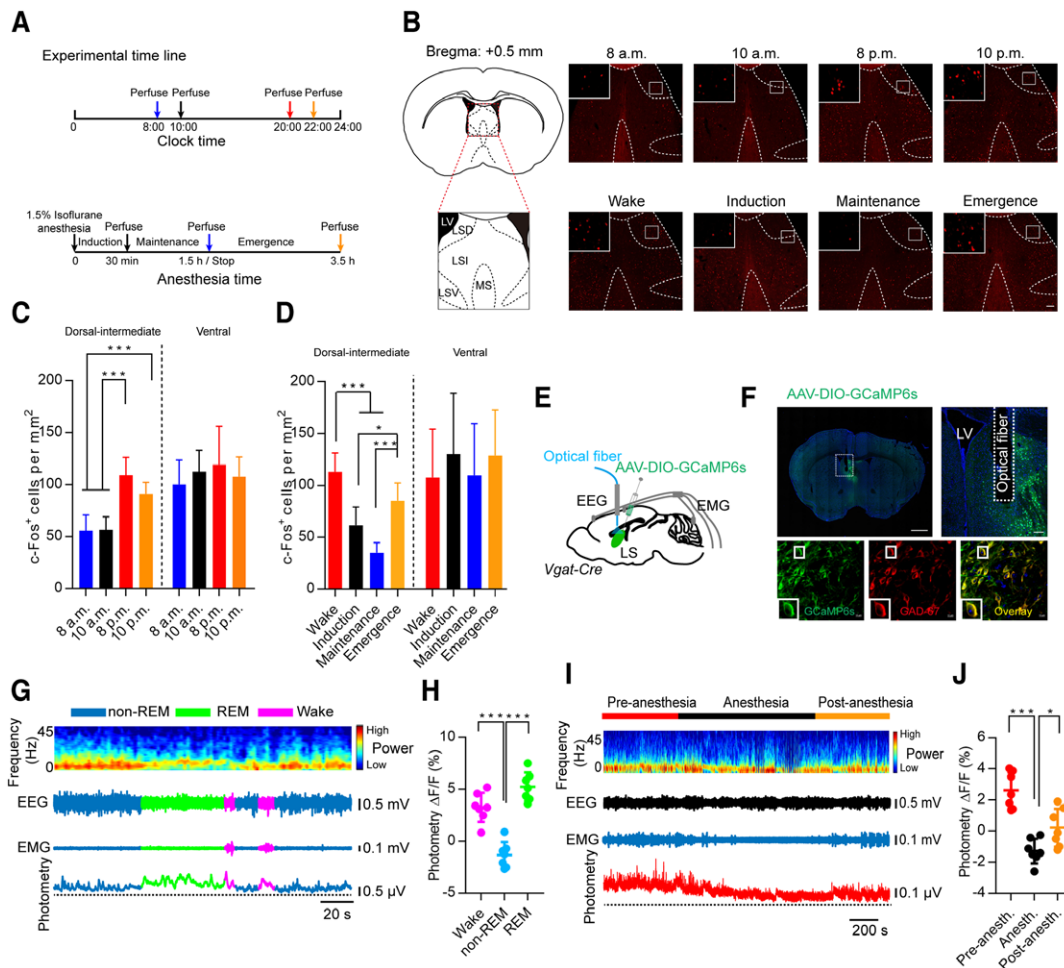 A
Experimental time line
Perfuse Perfuse Perfuse Perfuse
0 8:00 10:00 20:00 22:00 24:00
Clock time
1.5% Isoflurane
anesthesia Perfuse Perfuse Perfuse
Induction Maintenance Emergence
0 30 min 1.5 h / Stop 3.5 h
Anesthesia time
B
Bregma: +0.5 mm 8 a.m. 10 a.m. 8 p.m. 10 p.m.
Wake Induction Maintenance Emergence
LV
LSD
LSI
LSV MS
C
Dorsal-intermediate Ventral
***
***
200
150
100
50
0
c-Fos⁺ cells per mm²
8 a.m. 10 a.m. 8 p.m. 10 p.m. 8 a.m. 10 a.m. 8 p.m. 10 p.m.
D
Dorsal-intermediate Ventral
***
*
***
200
150
100
50
0
c-Fos⁺ cells per mm²
Wake Induction Maintenance Emergence Wake Induction Maintenance Emergence
E
Optical fiber
AAV-DIO-GCaMP6s
EEG EMG
LS
Vgat-Cre
F
AAV-DIO-GCaMP6s
LV
Optical fiber
GCaMP6s GAD-67 Overlay
G
non-REM REM Wake
45
0
Frequency
(Hz)
High
Power
Low
EEG 0.5 mV
EMG 0.1 mV
Photometry 0.5 μV
20 s
H
*** ***
10
5
0
-5
Photometry ΔF/F (%)
Wake non-REM REM
I
Pre-anesthesia Anesthesia Post-anesthesia
45
0
Frequency
(Hz)
High
Power
Low
EEG 0.5 mV
EMG 0.1 mV
Photometry 0.1 μV
200 s
J
*** *
4
2
0
-2
-4
Photometry ΔF/F (%)
Pre-anesth. Anesth. Post-anesth.